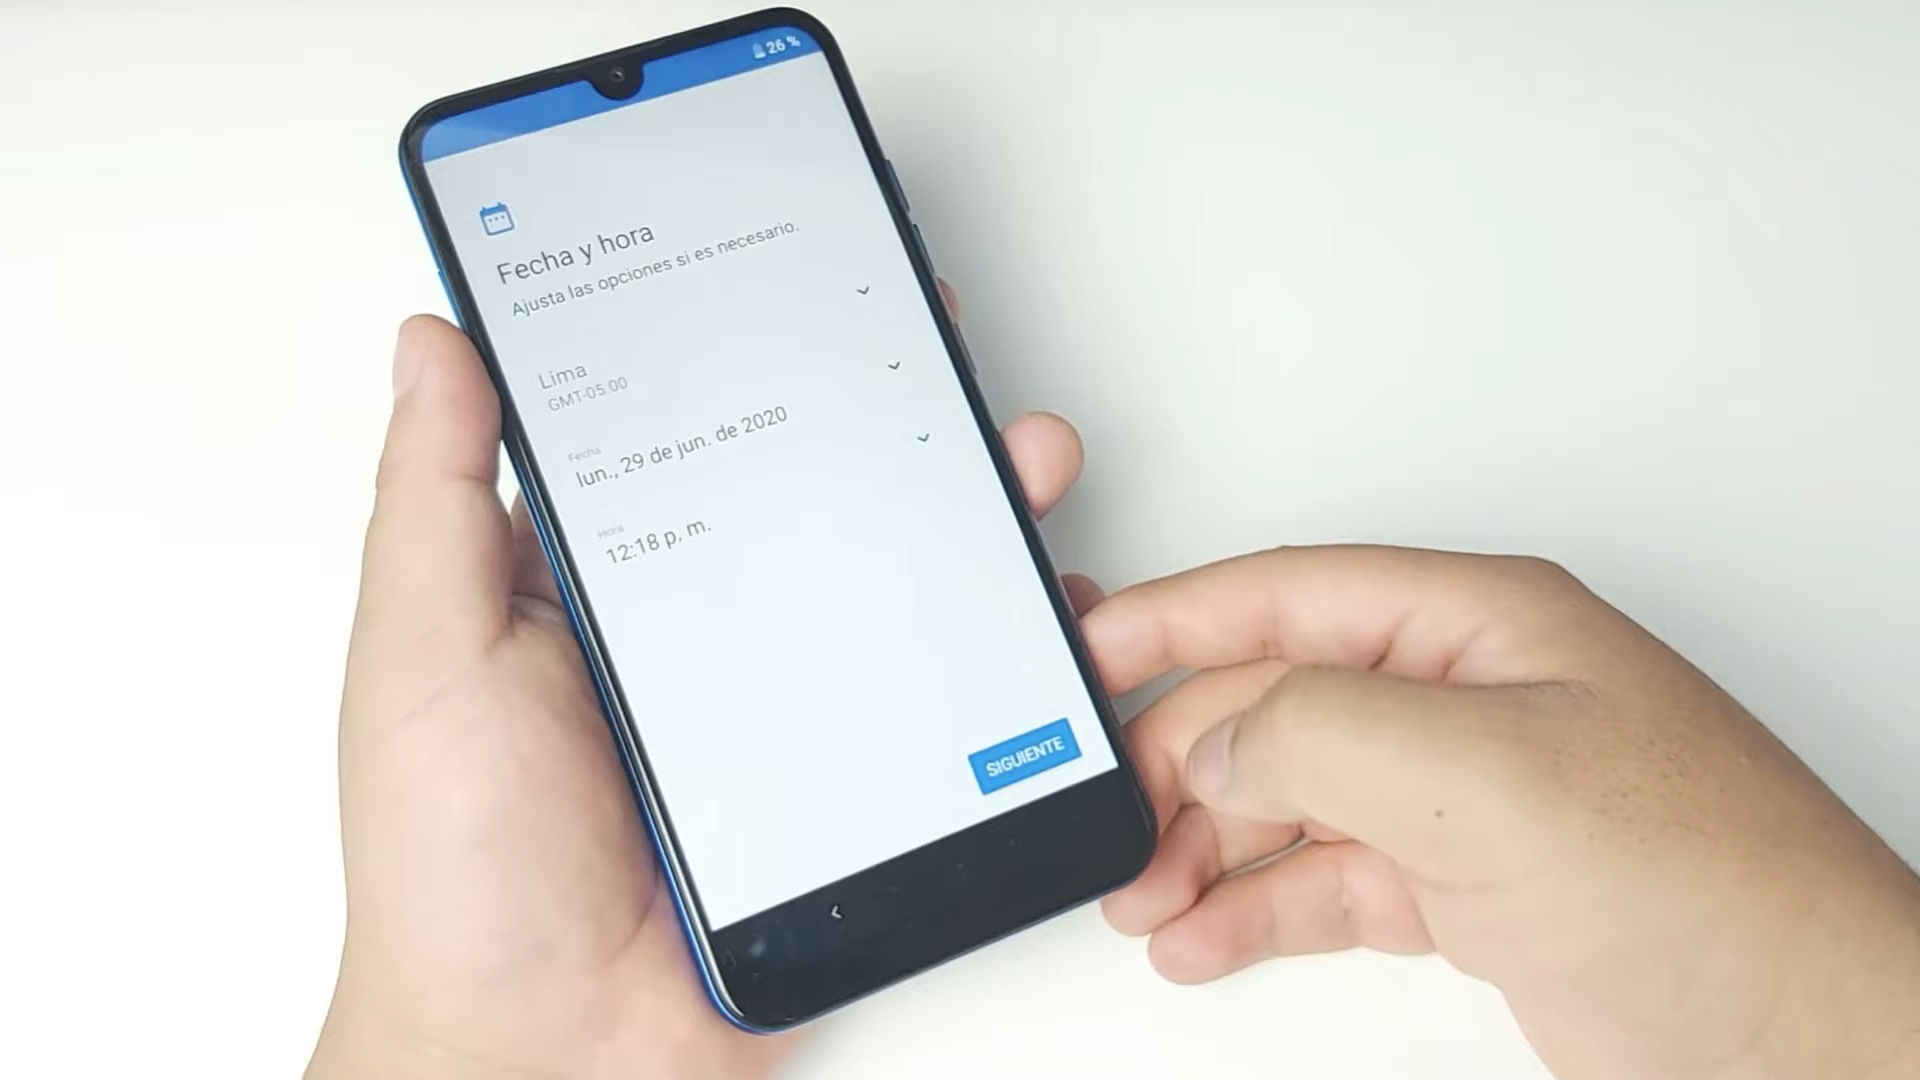 26 %
Fecha y hora
Ajusta las opciones si es necesario.
Lima
GMT-05:00
Fecha
lun., 29 de jun. de 2020
Hora
12:18 p. m.
SIGUIENTE